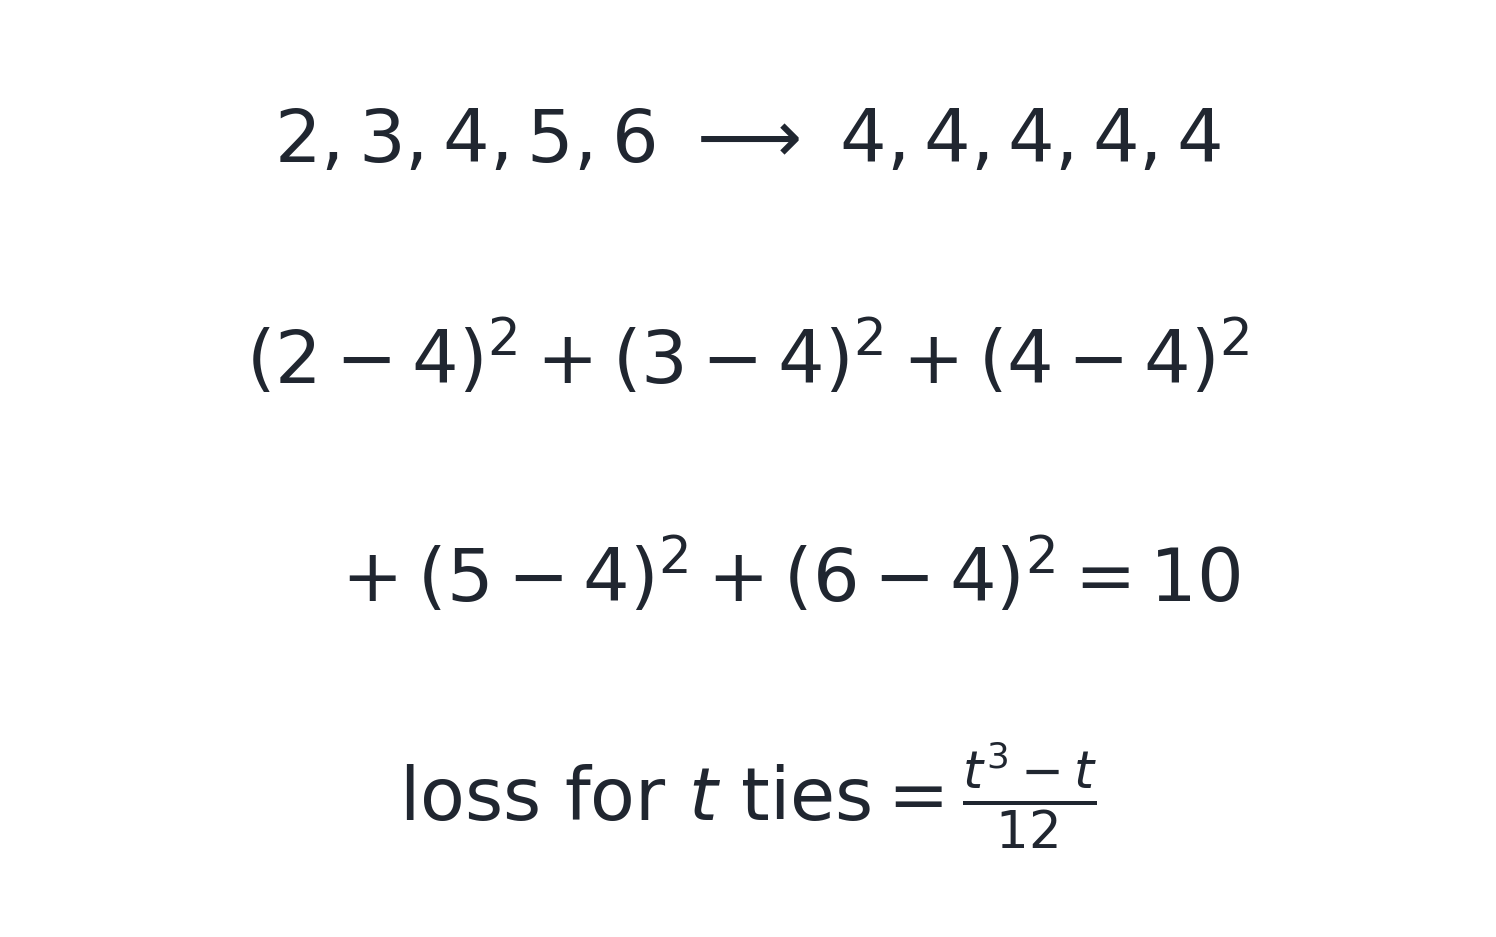 2, 3, 4, 5, 6 ⟶ 4, 4, 4, 4, 4
(2 − 4)² + (3 − 4)² + (4 − 4)²
+ (5 − 4)² + (6 − 4)² = 10
loss for t ties = (t³ − t)/12